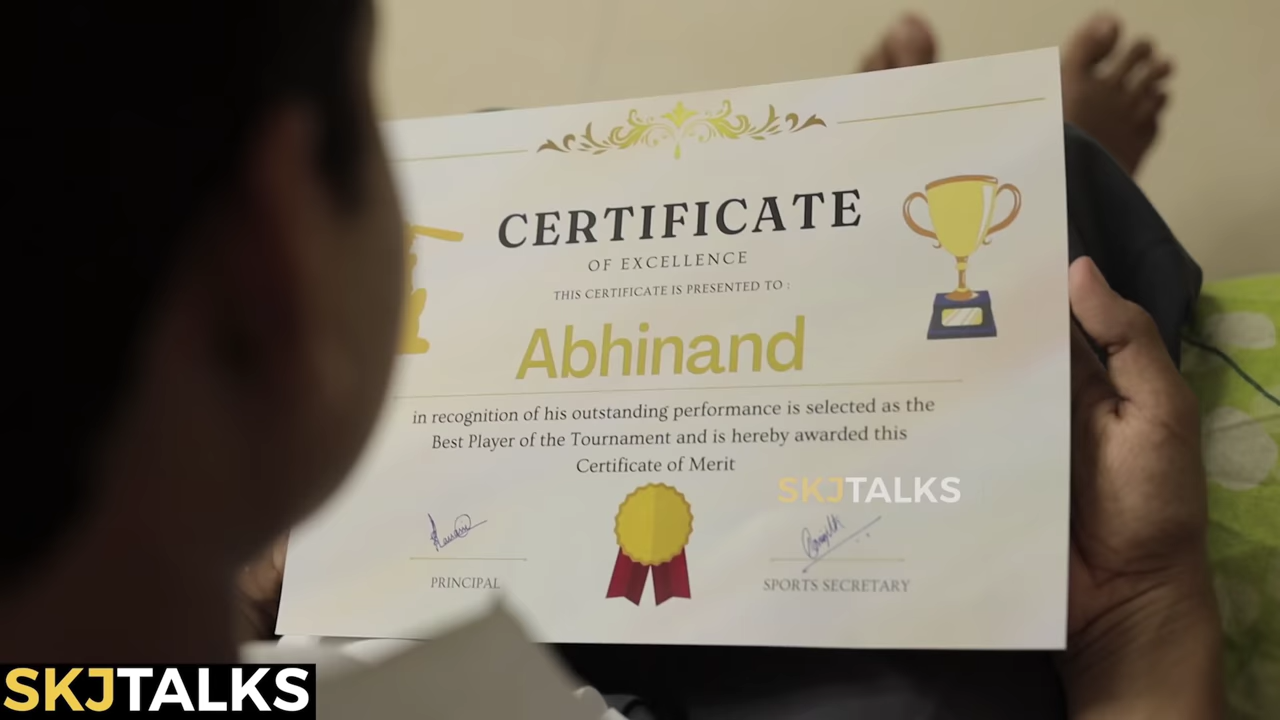 CERTIFICATE
OF EXCELLENCE
THIS CERTIFICATE IS PRESENTED TO :
Abhinand
in recognition of his outstanding performance is selected as the
Best Player of the Tournament and is hereby awarded this
Certificate of Merit
SKJTALKS
PRINCIPAL
SPORTS SECRETARY
SKJTALKS